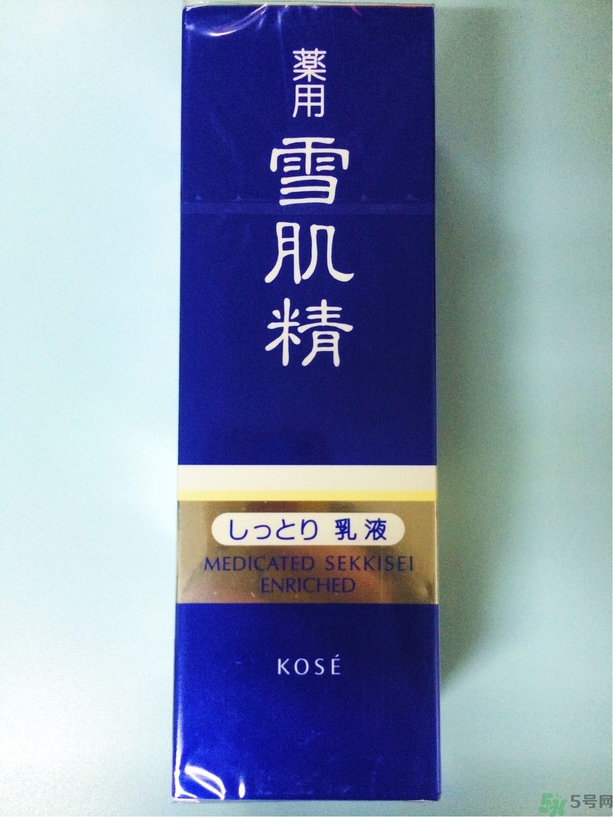 薬用
雪肌精
しっとり 乳液
MEDICATED SEKKISEI
ENRICHED
KOSÉ
5号网